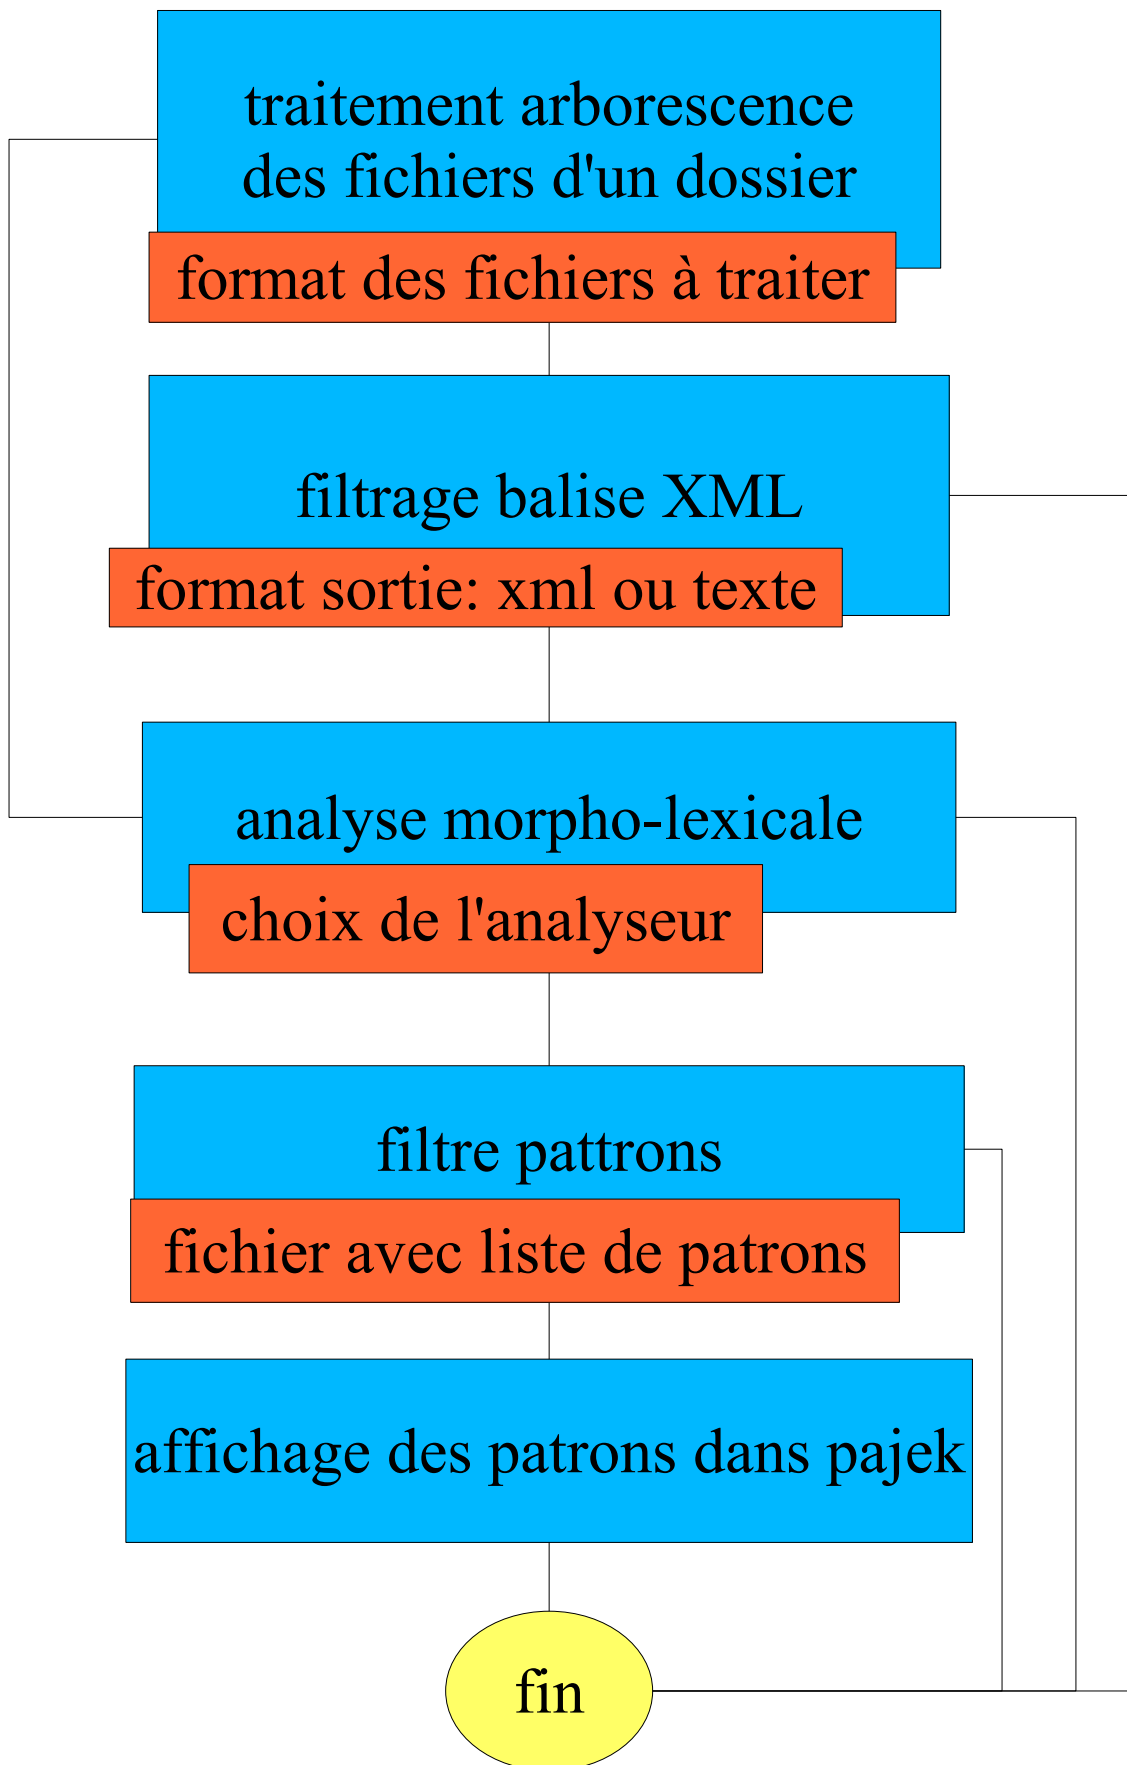 traitement arborescence
des fichiers d'un dossier
format des fichiers à traiter
filtrage balise XML
format sortie: xml ou texte
analyse morpho-lexicale
choix de l'analyseur
filtre pattrons
fichier avec liste de patrons
affichage des patrons dans pajek
fin